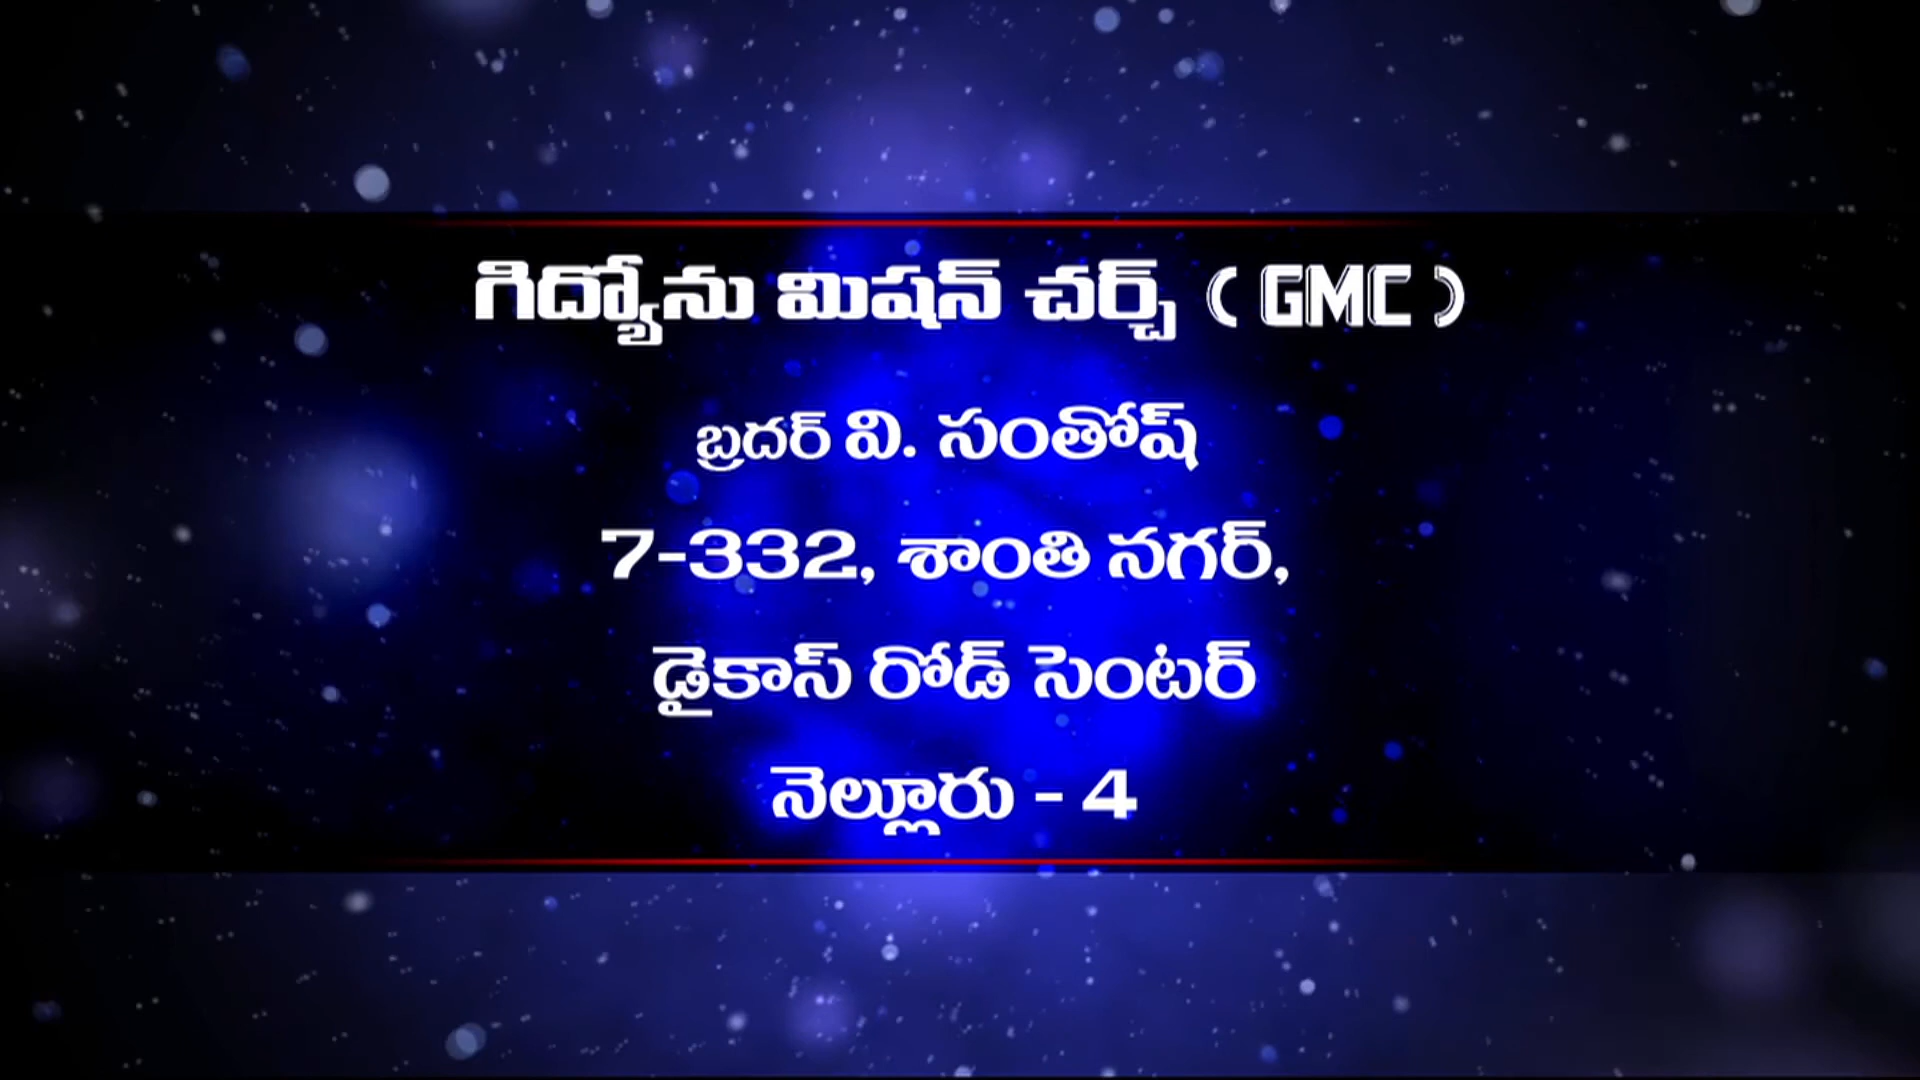 గిద్యోను మిషన్ చర్చ్ ( GMC )
బ్రదర్ వి. సంతోష్
7-332, శాంతి నగర్,
డైకాస్ రోడ్ సెంటర్
నెల్లూరు - 4